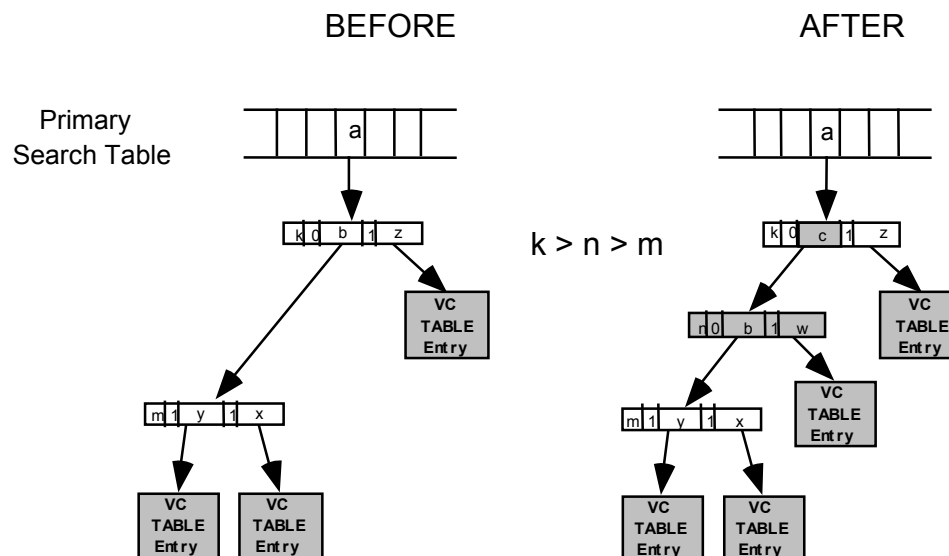 BEFORE
AFTER
Primary
Search Table
a
a
k 0 b 1 z
k > n > m
k 0 c 1 z
VC
TABLE
Entry
VC
TABLE
Entry
n 0 b 1 w
VC
TABLE
Entry
m 1 y 1 x
m 1 y 1 x
VC
TABLE
Entry
VC
TABLE
Entry
VC
TABLE
Entry
VC
TABLE
Entry